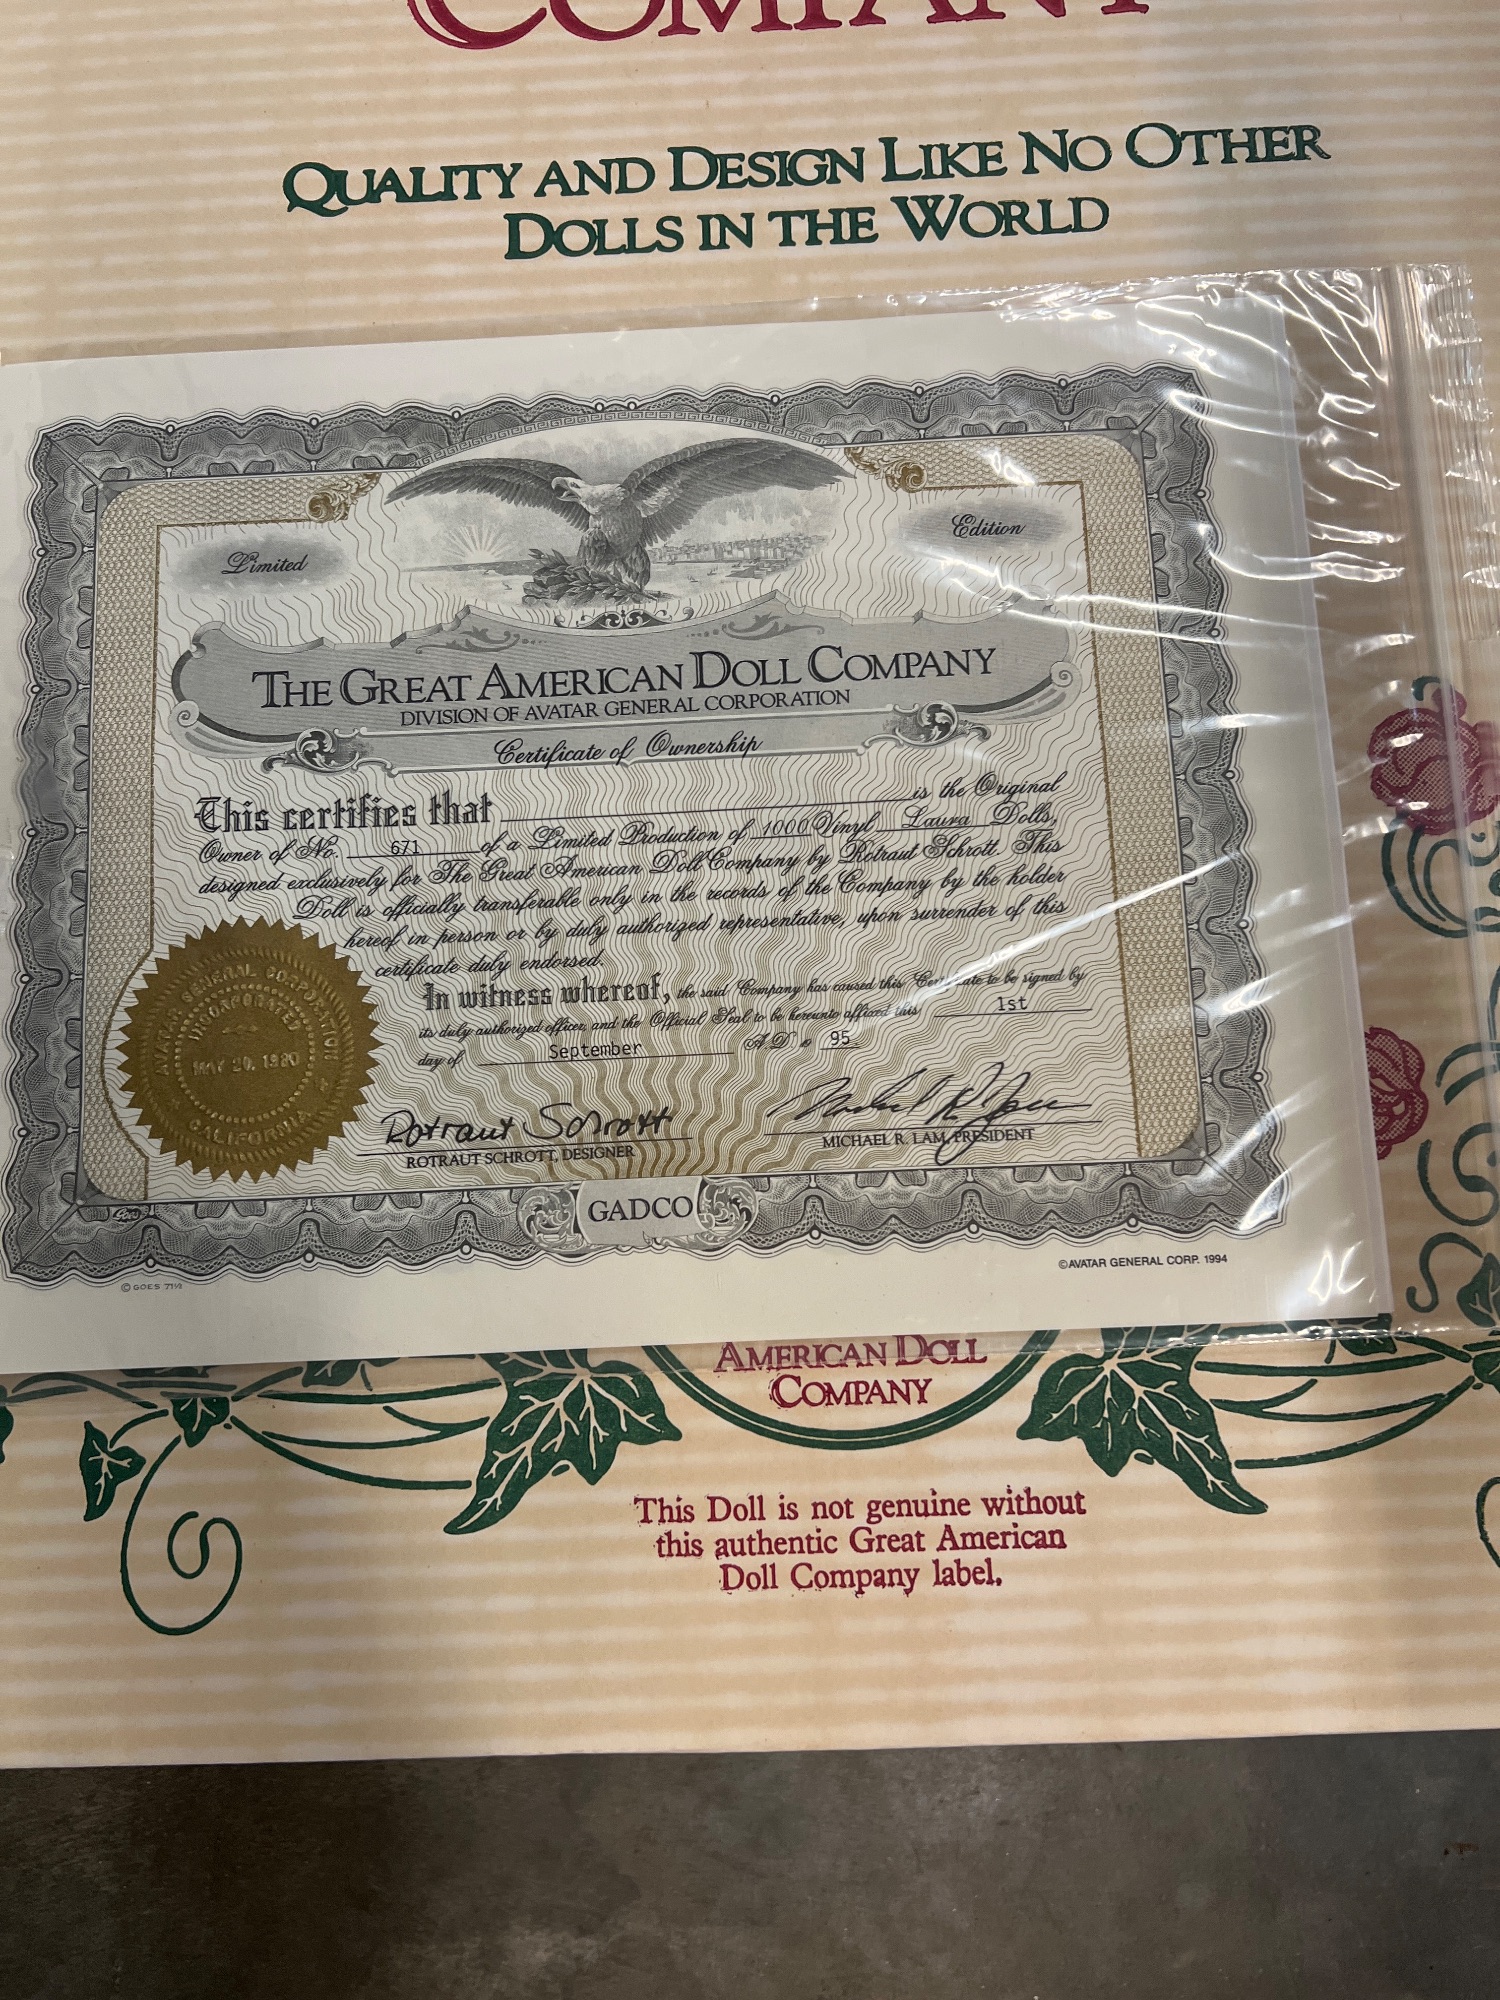 COMPANY
QUALITY AND DESIGN LIKE NO OTHER
DOLLS IN THE WORLD
Limited
Edition
THE GREAT AMERICAN DOLL COMPANY
DIVISION OF AVATAR GENERAL CORPORATION
Certificate of Ownership
This certifies that is the Original
Owner of No. 671 of a Limited Production of 1000 Vinyl Laura Dolls,
designed exclusively for The Great American Doll Company by Rotraut Schrott. This
Doll is officially transferable only in the records of the Company by the holder
hereof in person or by duly authorized representative, upon surrender of this
certificate duly endorsed.
In witness whereof, the said Company has caused this Certificate to be signed by
its duly authorized officer, and the Official Seal to be hereunto affixed this 1st
day of September A.D. 19 95
AVATAR GENERAL CORPORATION
INCORPORATED
MAY 20, 1980
CALIFORNIA
Rotraut Schrott
ROTRAUT SCHROTT, DESIGNER
MICHAEL R. LAM, PRESIDENT
GADCO
© GOES 711½
©AVATAR GENERAL CORP. 1994
AMERICAN DOLL
COMPANY
This Doll is not genuine without
this authentic Great American
Doll Company label.